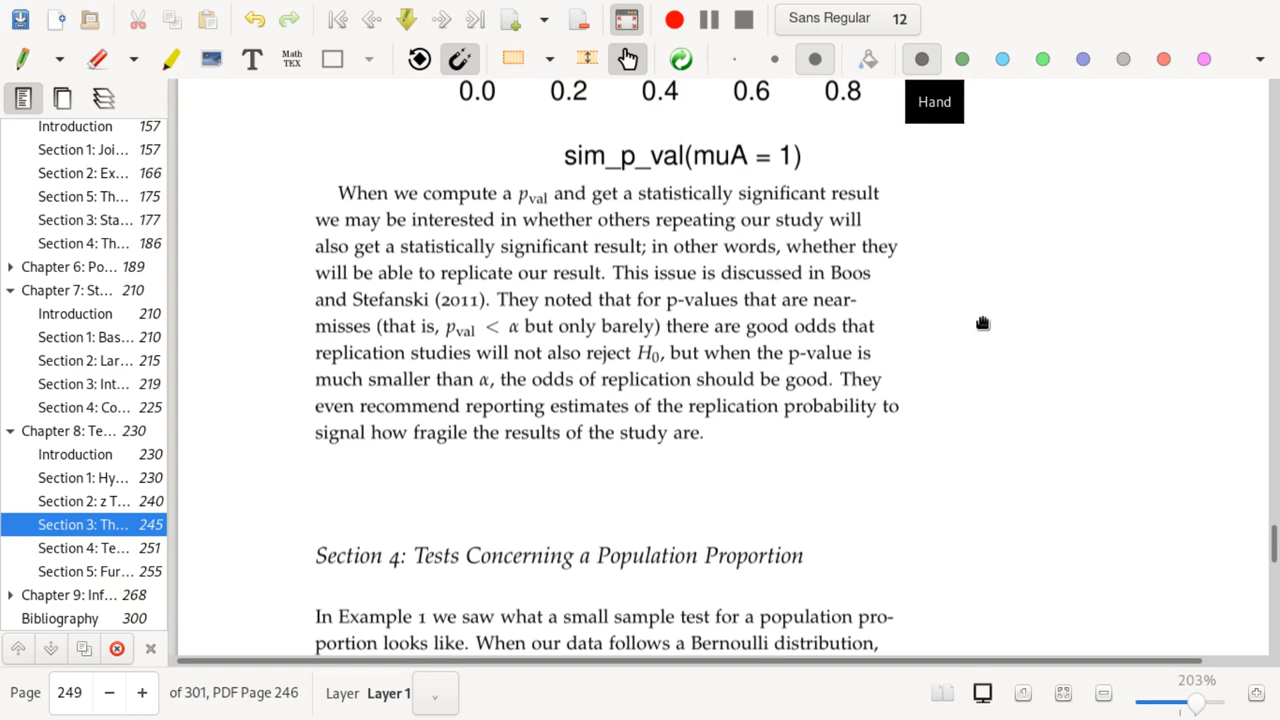 Sans Regular 12
Math
TEX
Introduction 157
Section 1: Joi... 157
Section 2: Ex... 166
Section 5: Th... 175
Section 3: Sta... 177
Section 4: Th... 186
Chapter 6: Po... 189
Chapter 7: St... 210
Introduction 210
Section 1: Bas... 210
Section 2: Lar... 215
Section 3: Int... 219
Section 4: Co... 225
Chapter 8: Te... 230
Introduction 230
Section 1: Hy... 230
Section 2: z T... 240
Section 3: Th... 245
Section 4: Te... 251
Section 5: Fur... 255
Chapter 9: Inf... 268
Bibliography 300
0.0 0.2 0.4 0.6 0.8
Hand
sim_p_val(muA = 1)
When we compute a pval and get a statistically significant result
we may be interested in whether others repeating our study will
also get a statistically significant result; in other words, whether they
will be able to replicate our result. This issue is discussed in Boos
and Stefanski (2011). They noted that for p-values that are near-
misses (that is, pval < α but only barely) there are good odds that
replication studies will not also reject H0, but when the p-value is
much smaller than α, the odds of replication should be good. They
even recommend reporting estimates of the replication probability to
signal how fragile the results of the study are.
Section 4: Tests Concerning a Population Proportion
In Example 1 we saw what a small sample test for a population pro-
portion looks like. When our data follows a Bernoulli distribution,
Page 249 of 301, PDF Page 246 Layer Layer 1 203%